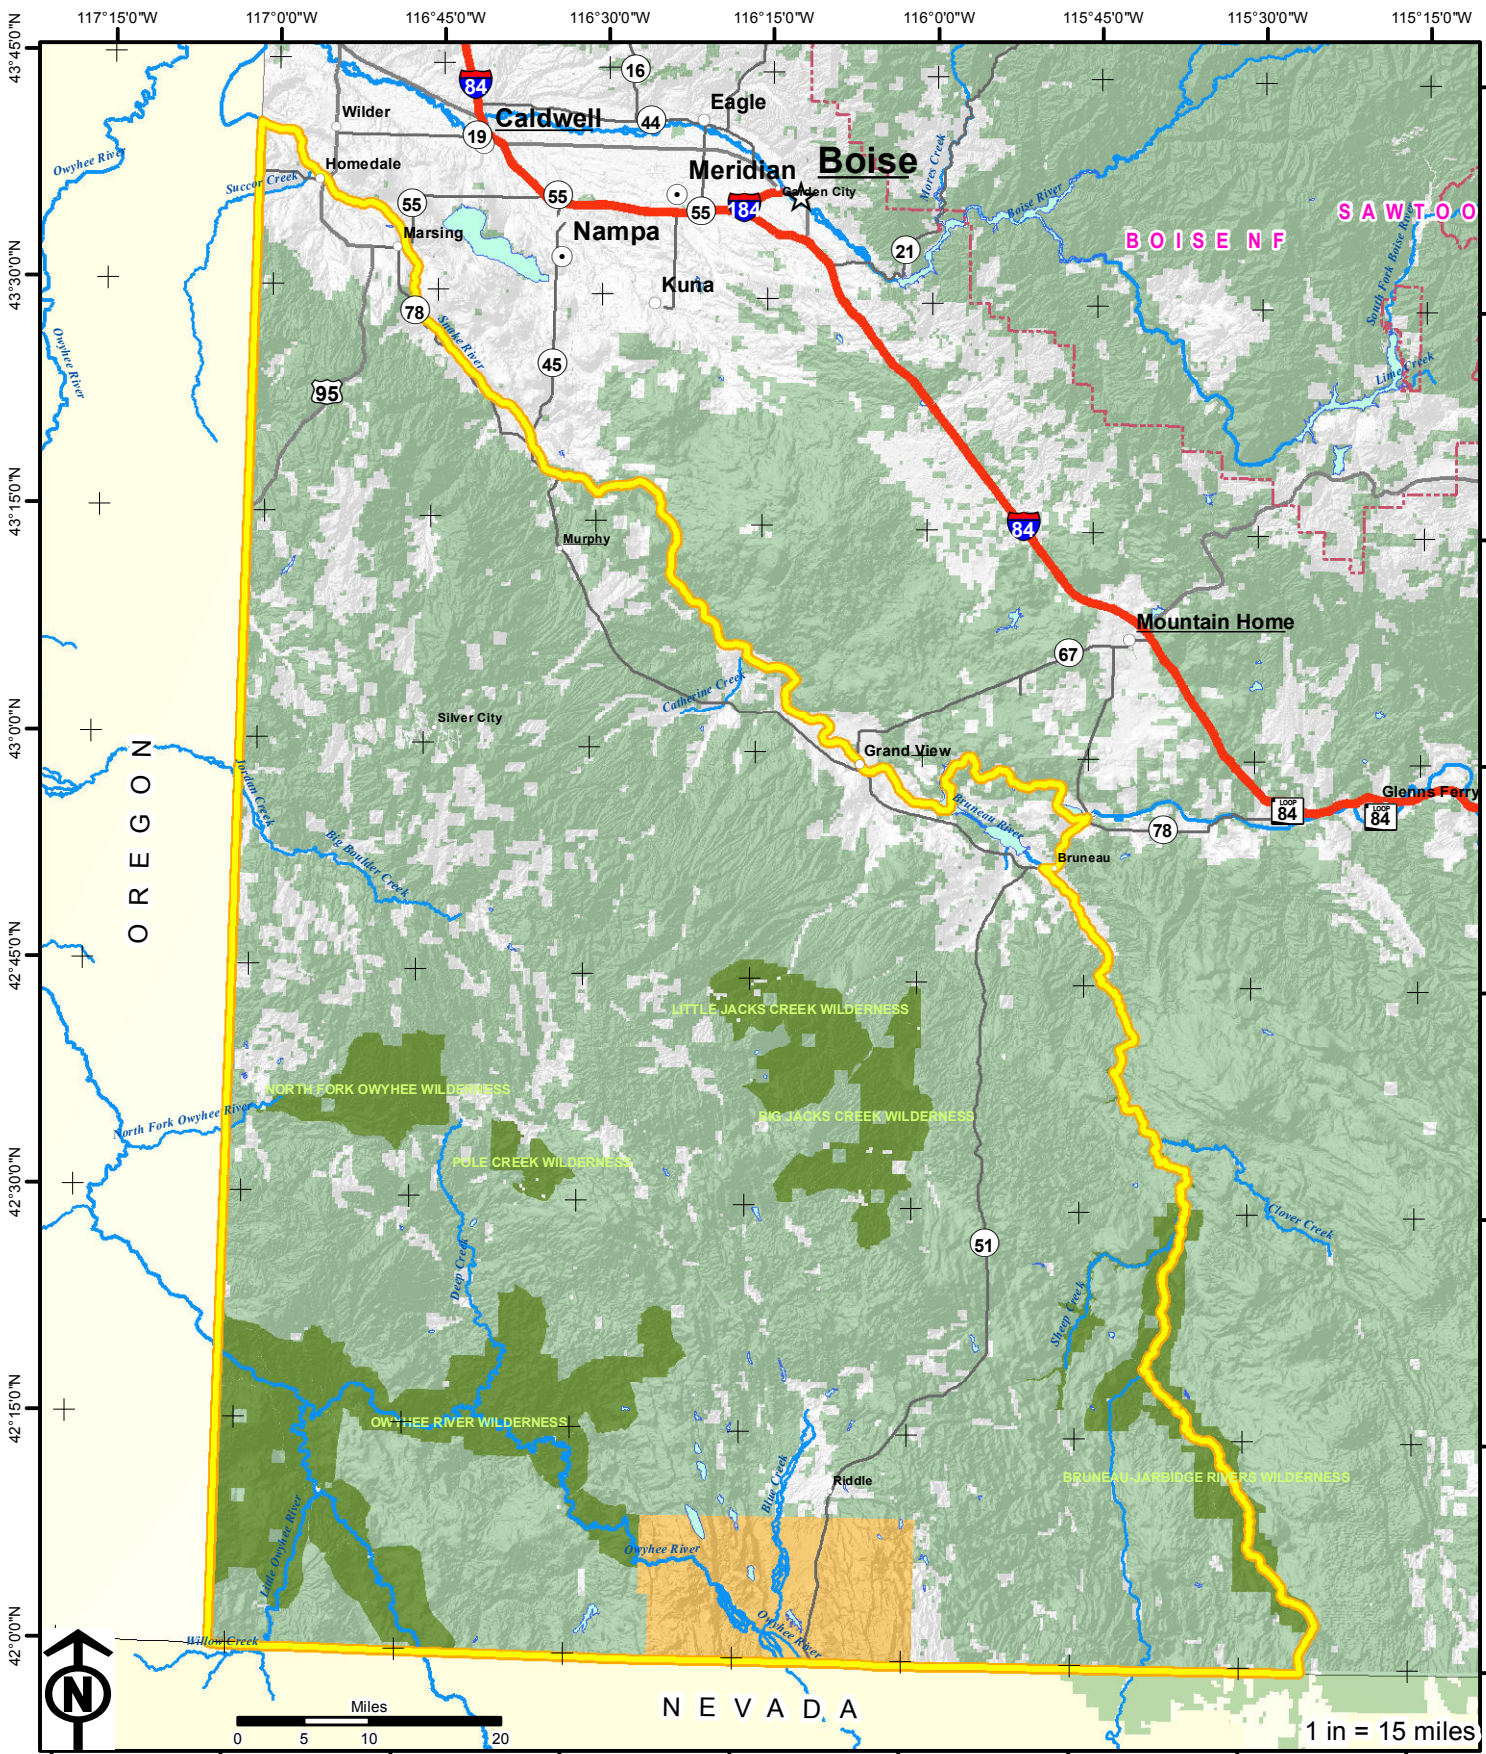 117°15'0"W 117°0'0"W 116°45'0"W 116°30'0"W 116°15'0"W 116°0'0"W 115°45'0"W 115°30'0"W 115°15'0"W
43°45'0"N
16
84
Eagle
Wilder
Caldwell
44
19
Owyhee River
Homedale
Meridian
Boise
Mores Creek
Succor Creek
Garden City
55
55
55
184
Boise River
SAWTOO
Marsing
Nampa
BOISE NF
21
43°30'0"N
Kuna
South Fork Boise River
78
Snake River
Owyhee River
45
Lime Creek
95
43°15'0"N
84
Murphy
Mountain Home
67
Catherine Creek
Silver City
43°0'0"N
OREGON
Grand View
Jordan Creek
Glenns Ferry
LOOP
84
LOOP
84
Bruneau River
78
Big Boulder Creek
Bruneau
42°45'0"N
LITTLE JACKS CREEK WILDERNESS
NORTH FORK OWYHEE WILDERNESS
North Fork Owyhee River
BIG JACKS CREEK WILDERNESS
POLE CREEK WILDERNESS
42°30'0"N
Clover Creek
51
Deep Creek
Sheep Creek
42°15'0"N
OWYHEE RIVER WILDERNESS
Riddle
Blue Creek
BRUNEAU-JARBIDGE RIVERS WILDERNESS
Little Owyhee River
Owyhee River
Owyhee River
42°0'0"N
Willow Creek
N
Miles
0 5 10 20
NEVADA
1 in = 15 miles